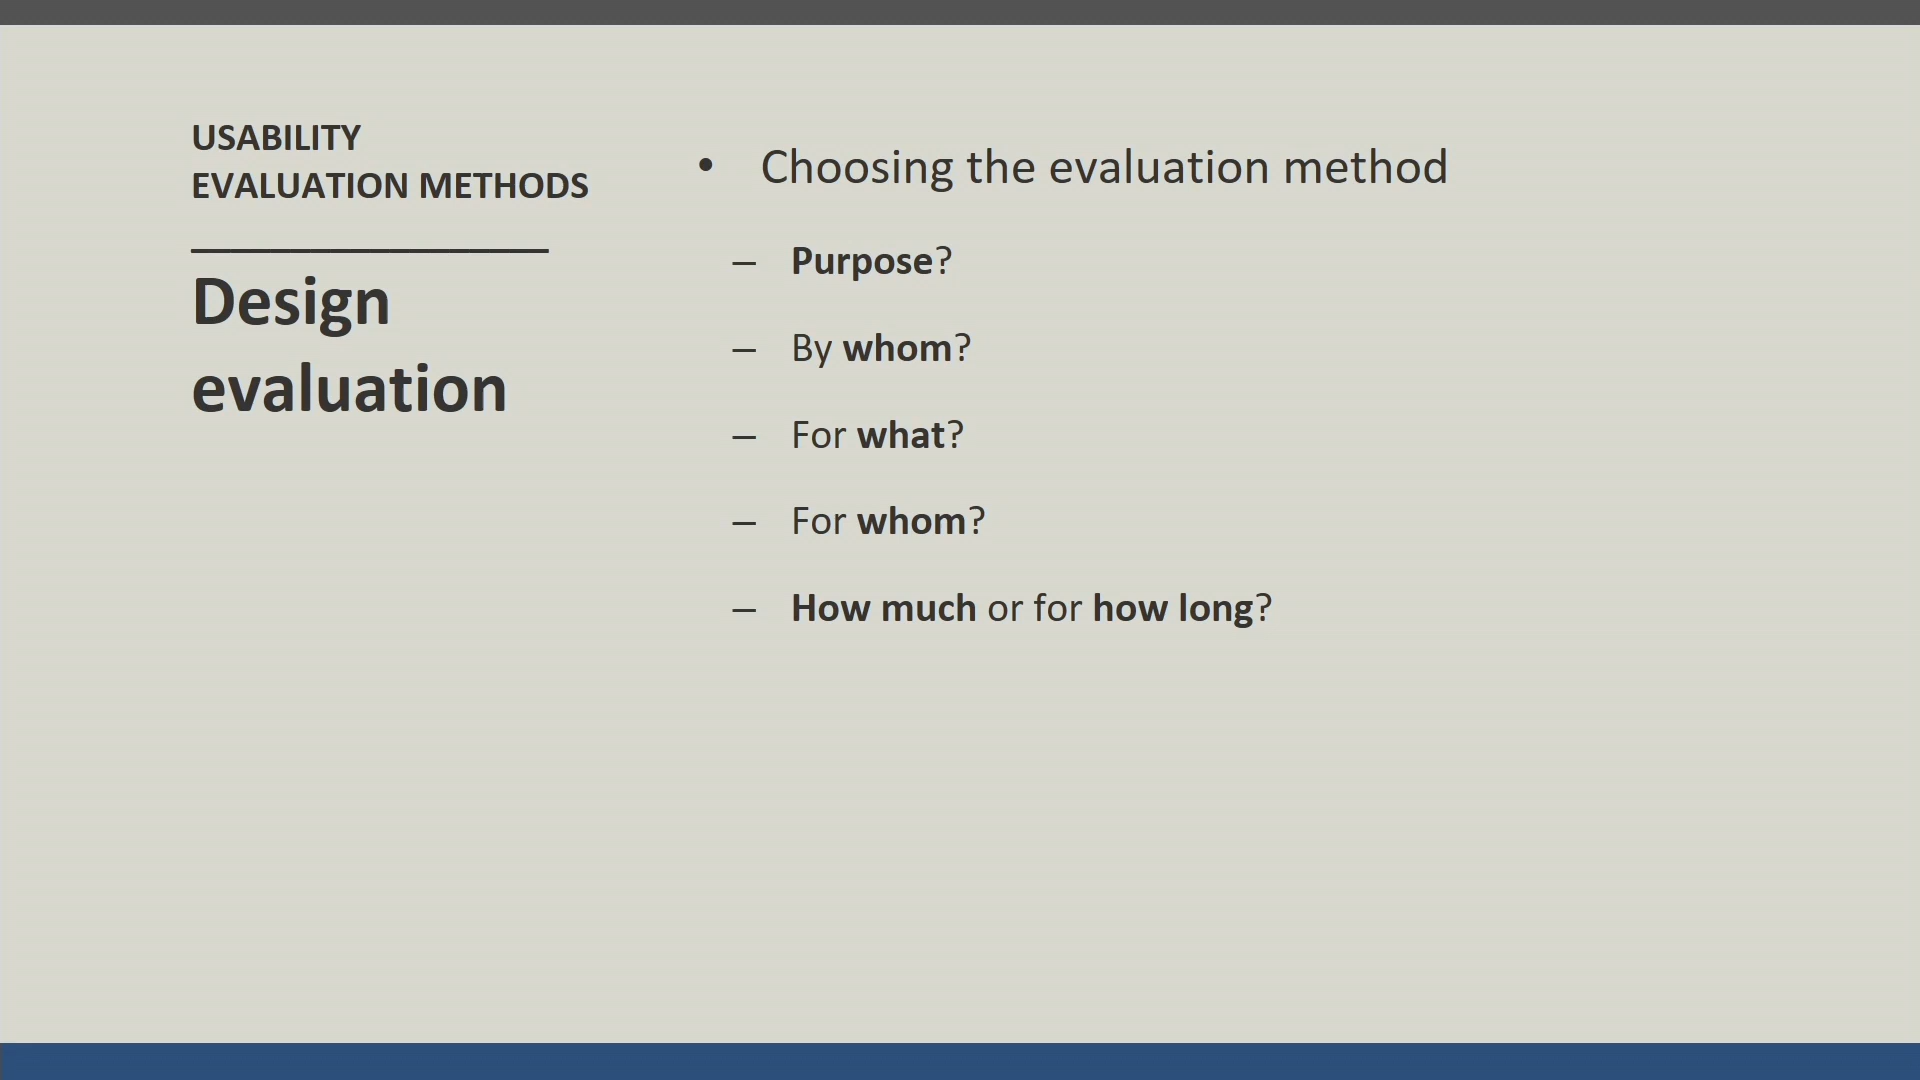 USABILITY
EVALUATION METHODS
Design
evaluation
• Choosing the evaluation method
– Purpose?
– By whom?
– For what?
– For whom?
– How much or for how long?